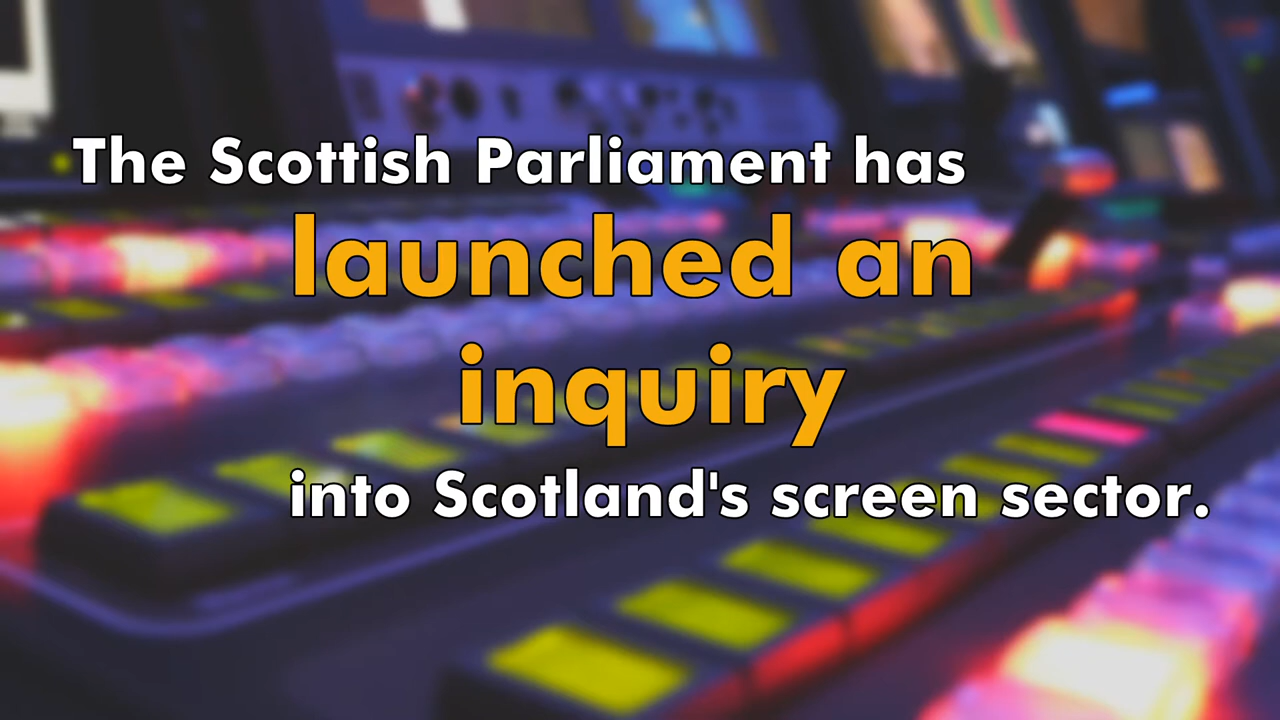 The Scottish Parliament has
launched an
inquiry
into Scotland's screen sector.